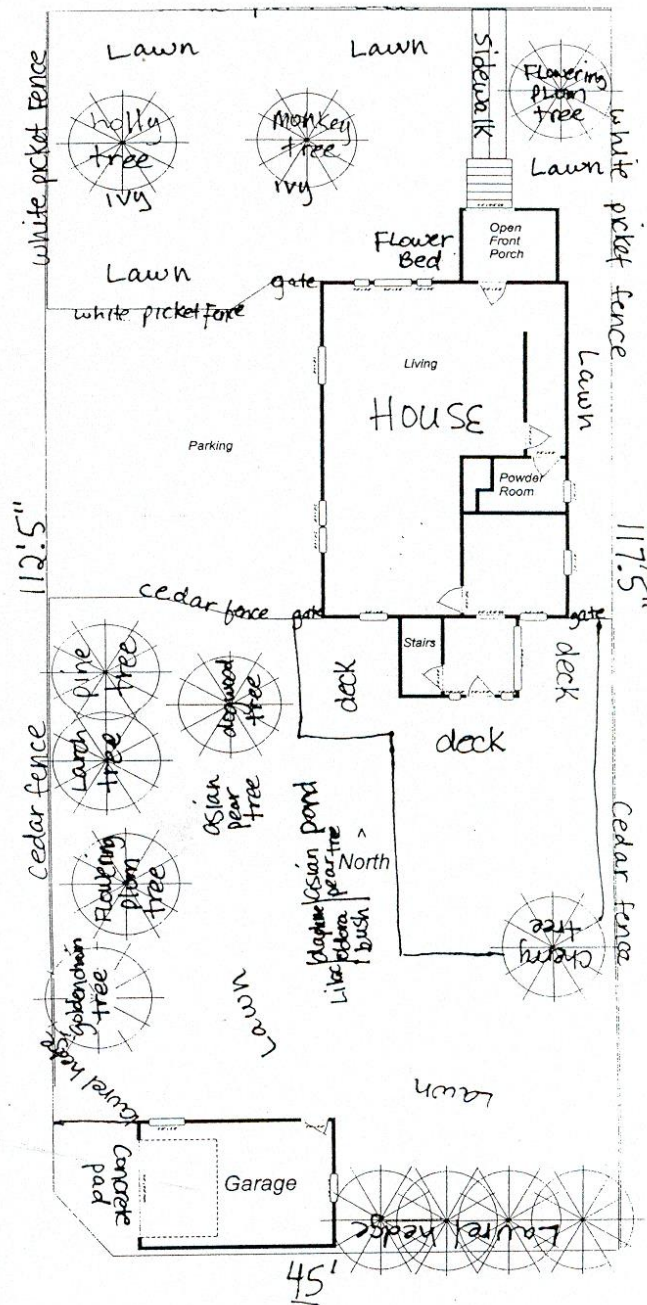 Lawn
Lawn
Sidewalk
Flowering
plom
tree
holly
tree
ivy
Monkey
tree
ivy
Lawn
white picket Fence
white picket fence
Lawn
Flower
Bed
Open
Front
Porch
gate
white picket Fence
Living
HOUSE
Lawn
Parking
Powder
Room
112'5"
117'5"
cedar fence
gate
gate
Stairs
deck
deck
deck
pine
tree
dogwood
tree
Larch
tree
asian
pear
tree
cedar fence
cedar fence
pond
asian
pear tree
^
North
daphne
Lilac
bush
Flowering
plom
tree
Cherry
tree
goldenchain
tree
Lawn
Lawn
laurel hedge
Concrete
pad
Garage
Laurel hedge